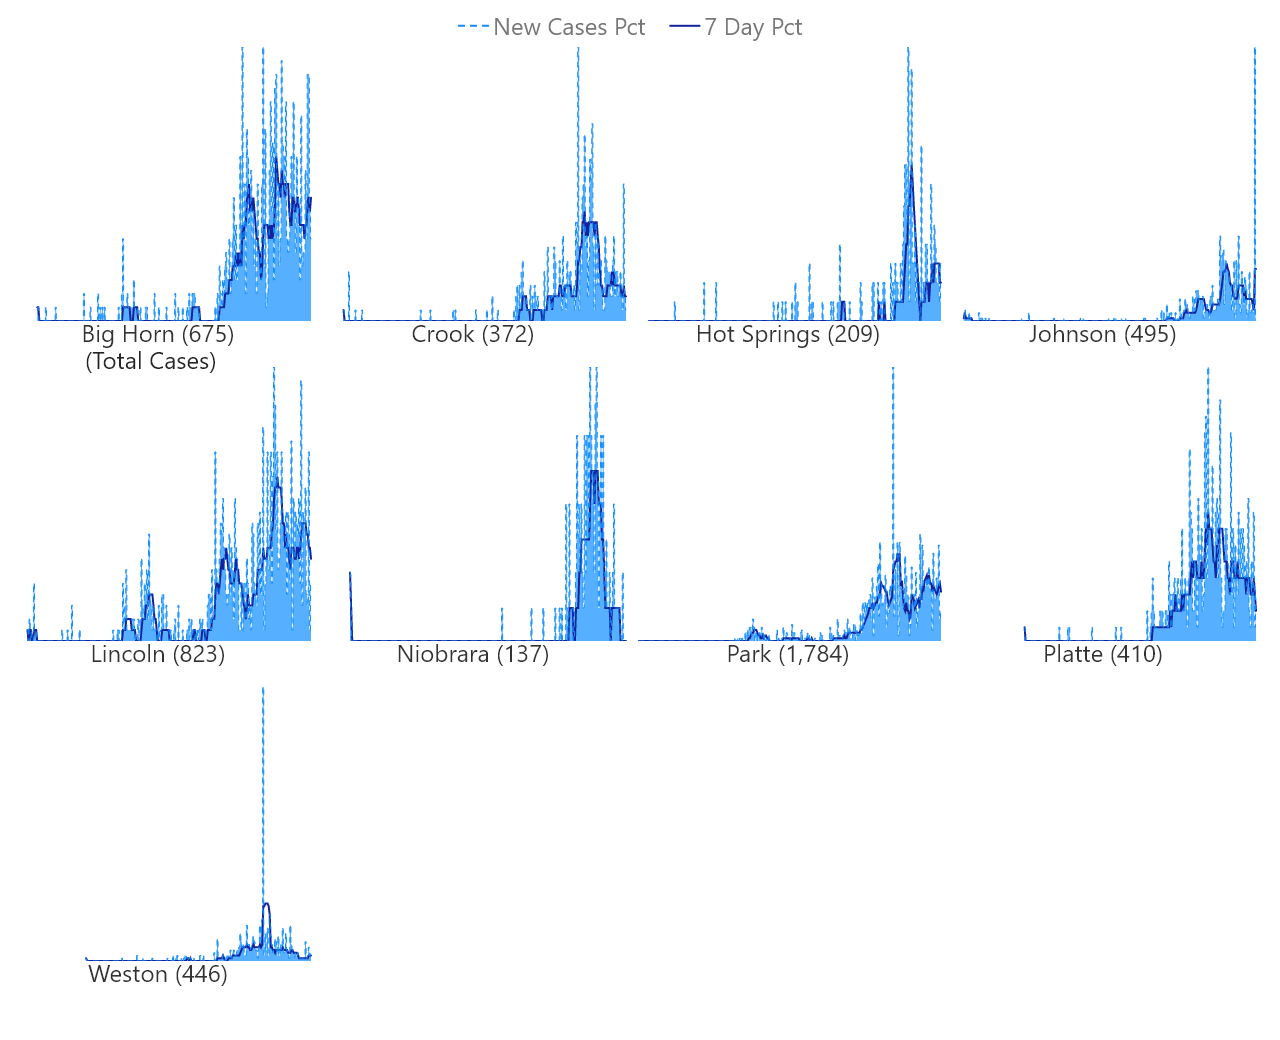 New Cases Pct 7 Day Pct
Big Horn (675)
(Total Cases)
Crook (372)
Hot Springs (209)
Johnson (495)
Lincoln (823)
Niobrara (137)
Park (1,784)
Platte (410)
Weston (446)